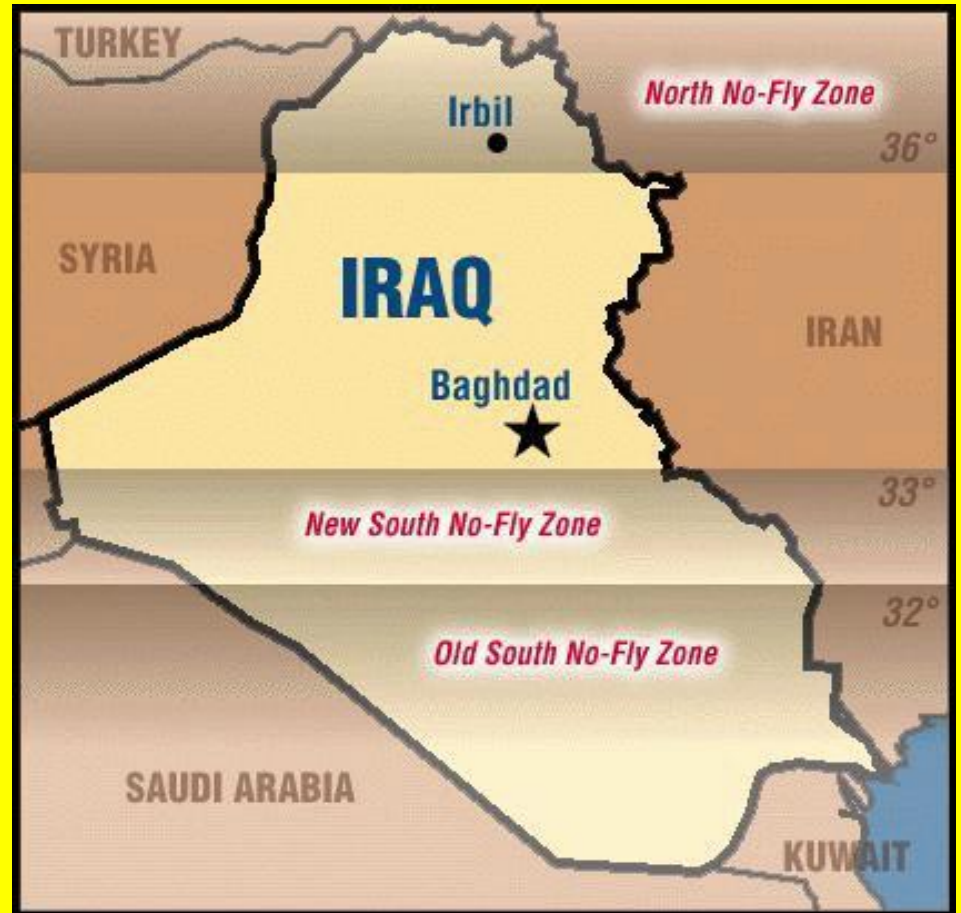 TURKEY
North No-Fly Zone
Irbil
36°
SYRIA
IRAQ
IRAN
Baghdad
33°
New South No-Fly Zone
32°
Old South No-Fly Zone
SAUDI ARABIA
KUWAIT